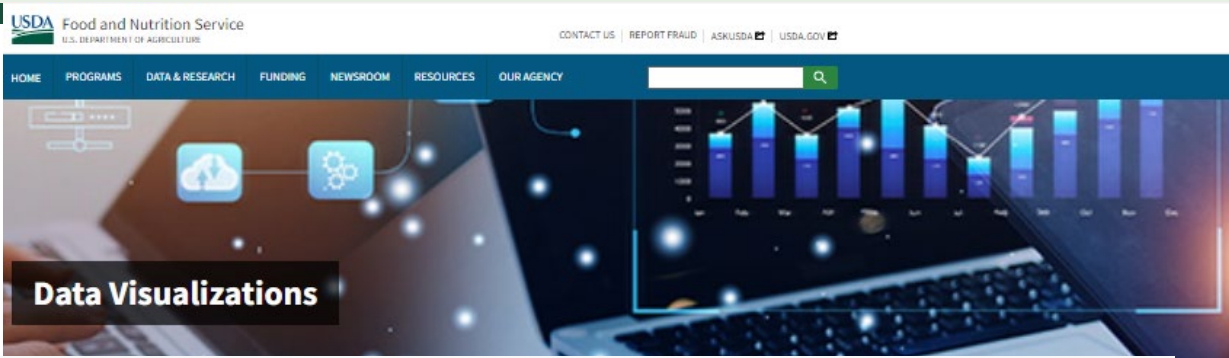 USDA Food and Nutrition Service
U.S. DEPARTMENT OF AGRICULTURE
CONTACT US | REPORT FRAUD | ASKUSDA | USDA.GOV
HOME PROGRAMS DATA & RESEARCH FUNDING NEWSROOM RESOURCES OUR AGENCY
Data Visualizations